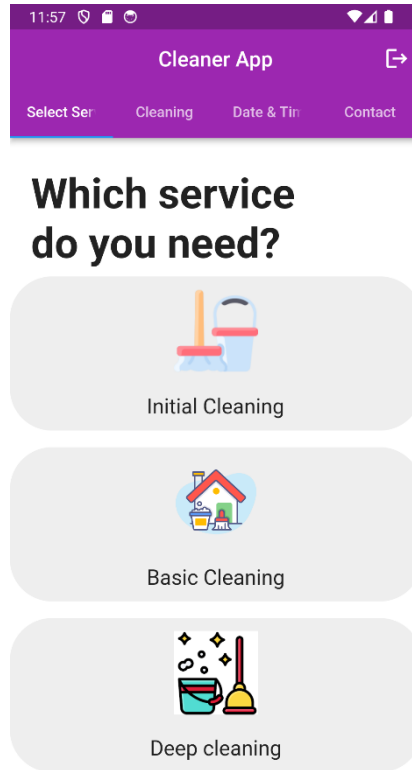 11:57
Cleaner App
Select Ser
Cleaning
Date & Tin
Contact
Which service
do you need?
Initial Cleaning
Basic Cleaning
Deep cleaning